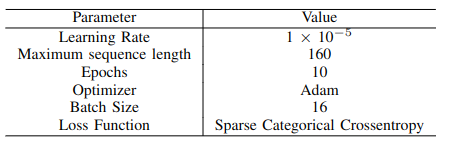 Parameter Value
Learning Rate 1 × 10⁻⁵
Maximum sequence length 160
Epochs 10
Optimizer Adam
Batch Size 16
Loss Function Sparse Categorical Crossentropy